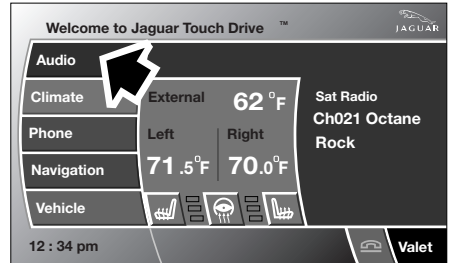 Welcome to Jaguar Touch Drive ™
JAGUAR
Audio
Climate
Phone
Navigation
Vehicle
External 62 °F
Left Right
71 .5°F 70.0°F
Sat Radio
Ch021 Octane
Rock
12 : 34 pm
Valet